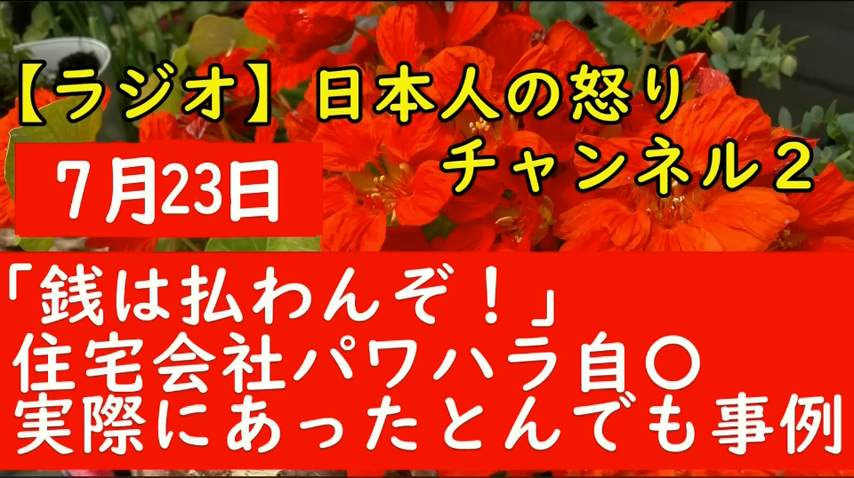 【ラジオ】日本人の怒り
チャンネル２
７月23日
「銭は払わんぞ！」
住宅会社パワハラ自〇
実際にあったとんでも事例